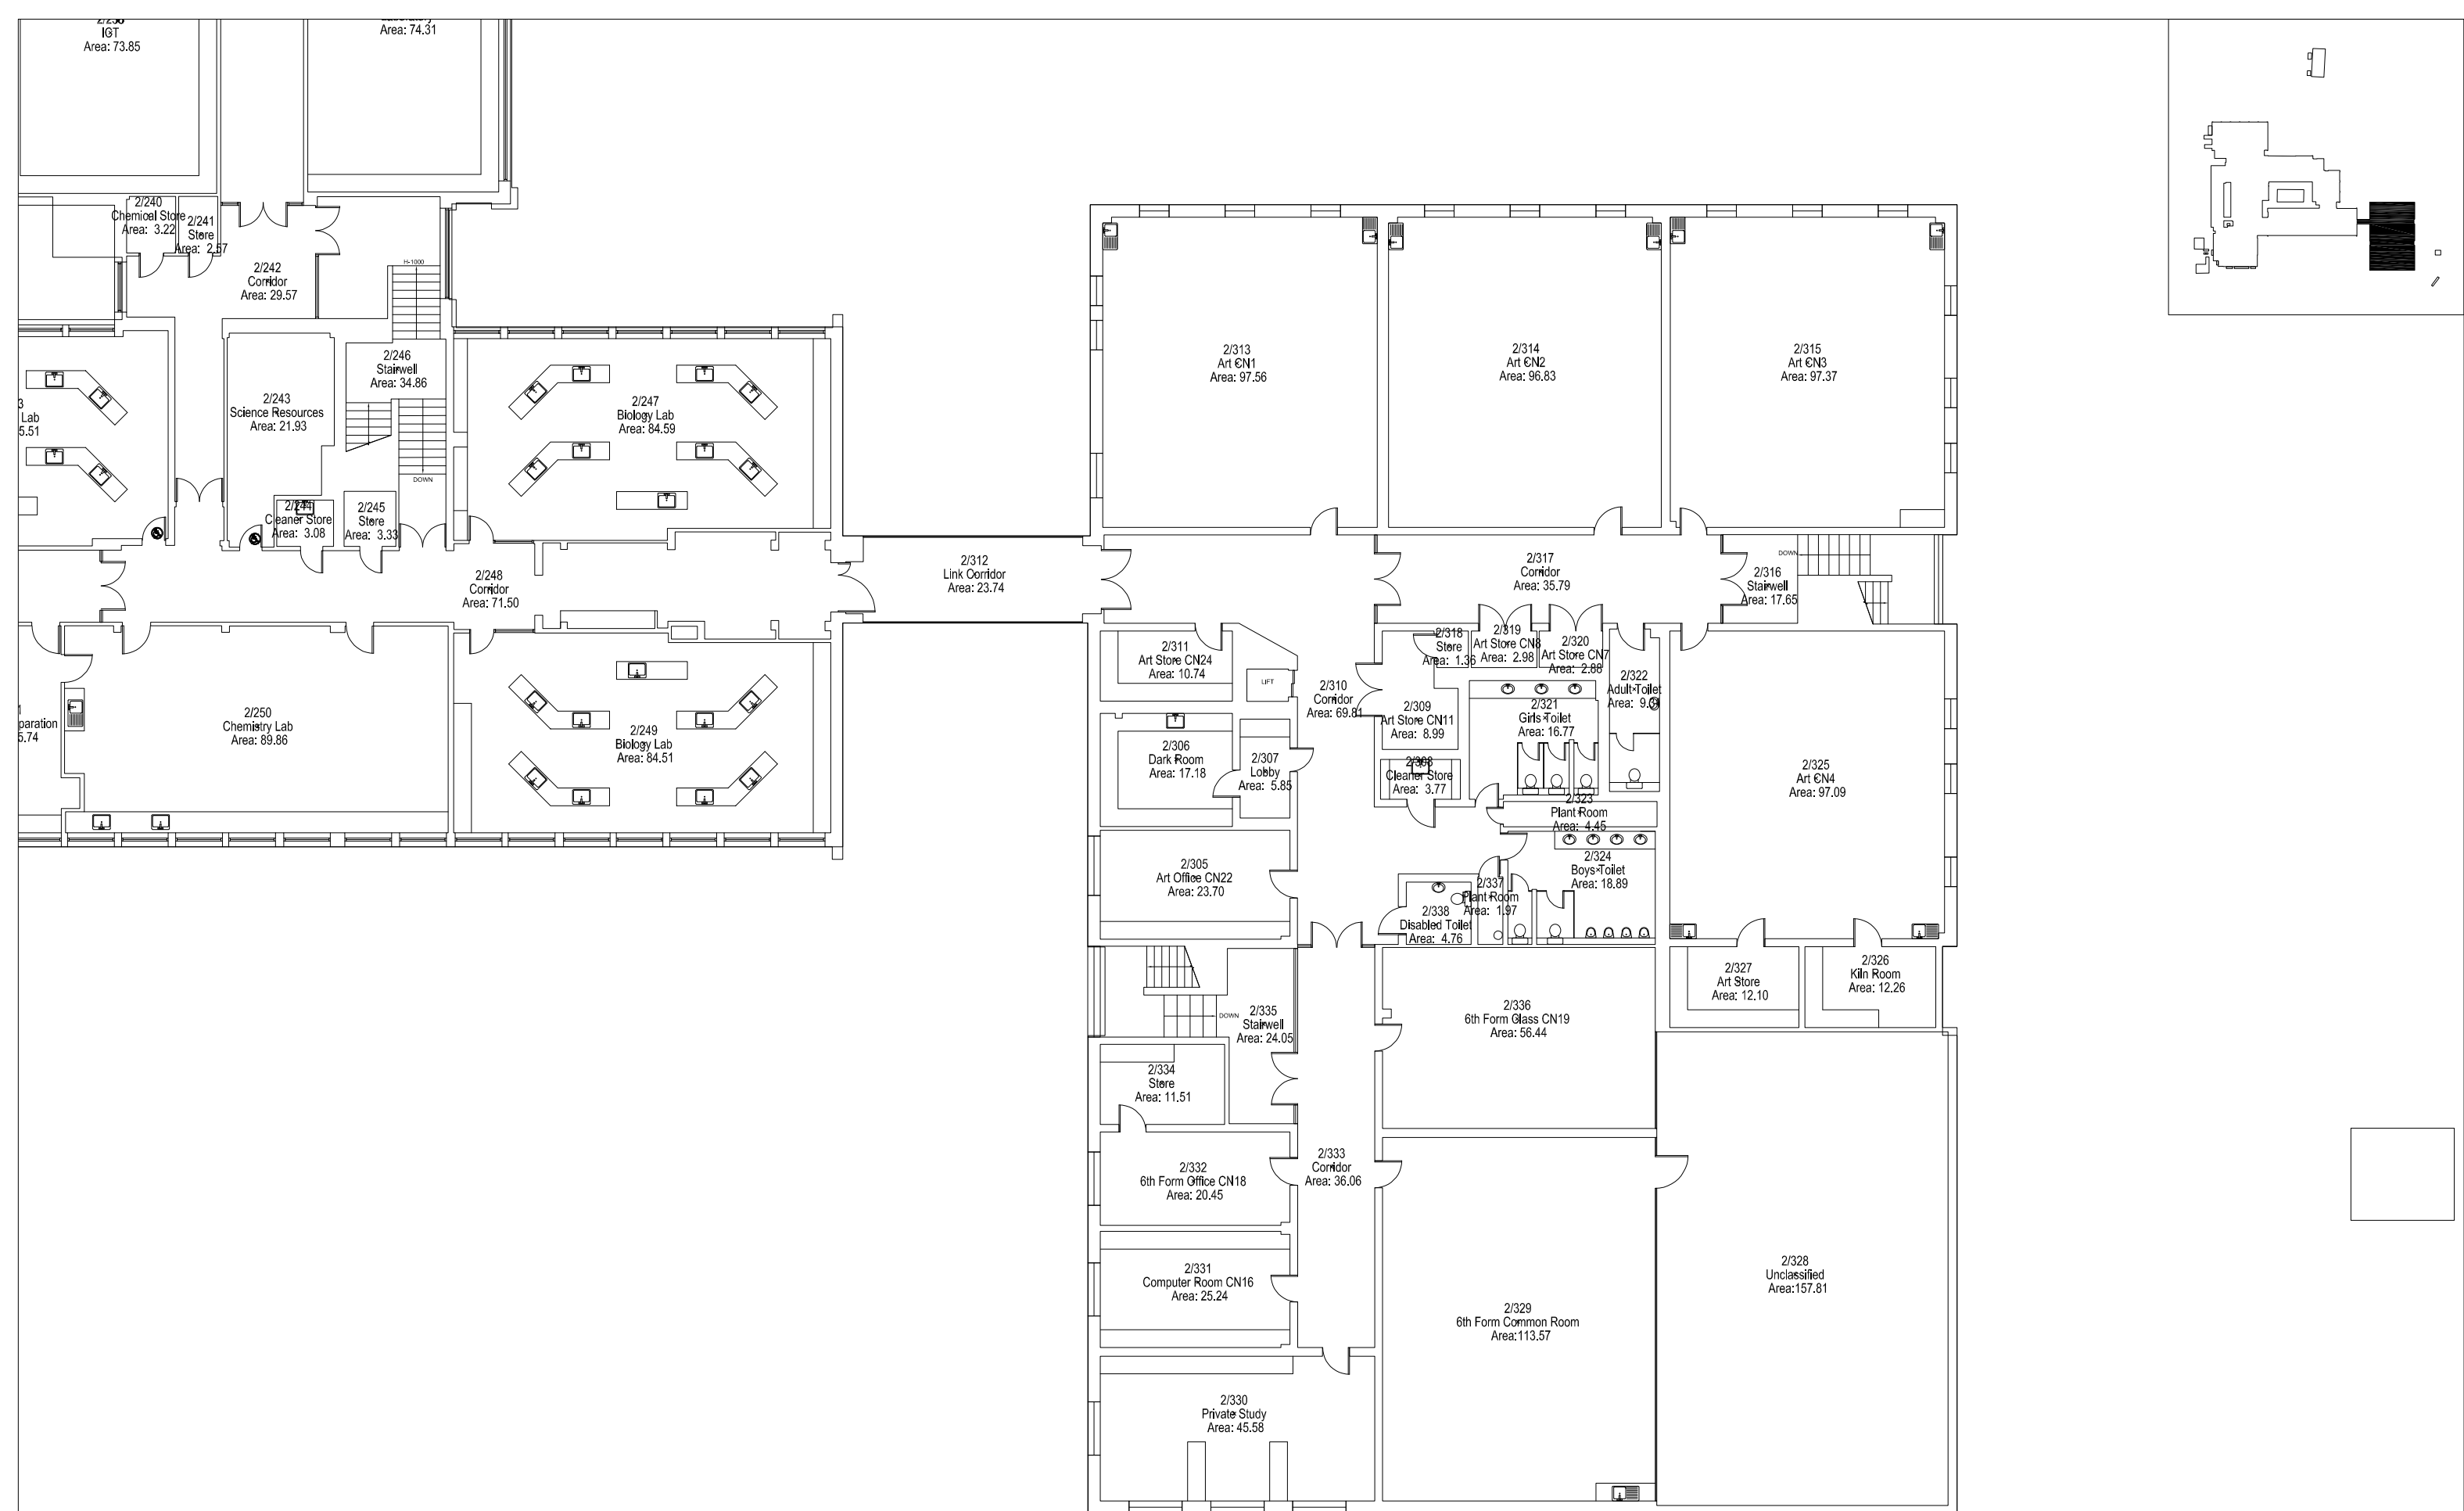 IGT
Area: 73.85
Area: 74.31
2/240
Chemical Store
Area: 3.22
2/241
Store
Area: 2.57
2/242
Corridor
Area: 29.57
H-1000
2/243
Science Resources
Area: 21.93
2/246
Stairwell
Area: 34.86
2/247
Biology Lab
Area: 84.59
3
Lab
5.51
DOWN
2/244
Cleaner Store
Area: 3.08
2/245
Store
Area: 3.33
2/248
Corridor
Area: 71.50
2/312
Link Corridor
Area: 23.74
2/313
Art CN1
Area: 97.56
2/314
Art CN2
Area: 96.83
2/315
Art CN3
Area: 97.37
2/317
Corridor
Area: 35.79
DOWN
2/316
Stairwell
Area: 17.65
2/311
Art Store CN24
Area: 10.74
LIFT
2/310
Corridor
Area: 69.81
2/318
Store
Area: 1.36
2/319
Art Store CN8
Area: 2.98
2/320
Art Store CN7
Area: 2.88
2/322
Adult Toilet
Area: 9.31
2/309
Art Store CN11
Area: 8.99
2/321
Girls Toilet
Area: 16.77
1
paration
5.74
2/250
Chemistry Lab
Area: 89.86
2/249
Biology Lab
Area: 84.51
2/306
Dark Room
Area: 17.18
2/307
Lobby
Area: 5.85
2/308
Cleaner Store
Area: 3.77
2/323
Plant Room
Area: 4.45
2/325
Art CN4
Area: 97.09
2/305
Art Office CN22
Area: 23.70
2/324
Boys Toilet
Area: 18.89
2/337
Plant Room
Area: 1.97
2/338
Disabled Toilet
Area: 4.76
2/327
Art Store
Area: 12.10
2/326
Kiln Room
Area: 12.26
DOWN
2/335
Stairwell
Area: 24.05
2/336
6th Form Class CN19
Area: 56.44
2/334
Store
Area: 11.51
2/332
6th Form Office CN18
Area: 20.45
2/333
Corridor
Area: 36.06
2/331
Computer Room CN16
Area: 25.24
2/328
Unclassified
Area:157.81
2/329
6th Form Common Room
Area:113.57
2/330
Private Study
Area: 45.58